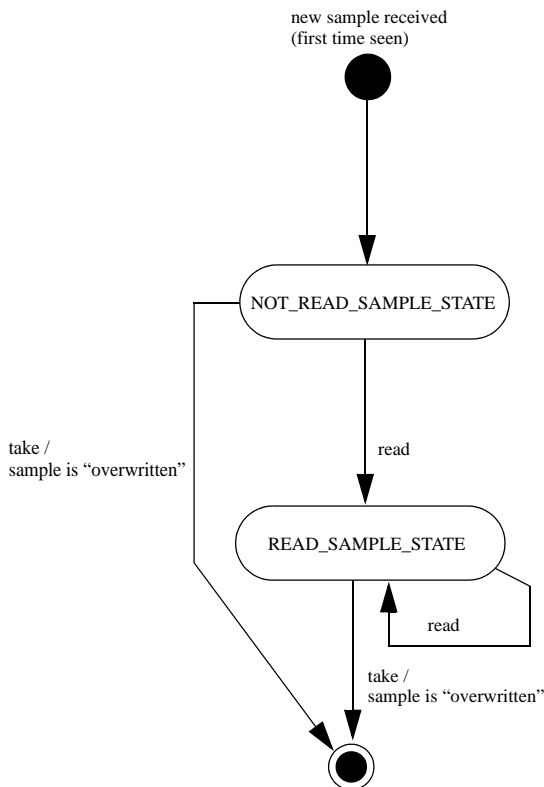 new sample received
(first time seen)
NOT_READ_SAMPLE_STATE
take /
sample is “overwritten”
read
READ_SAMPLE_STATE
read
take /
sample is “overwritten”